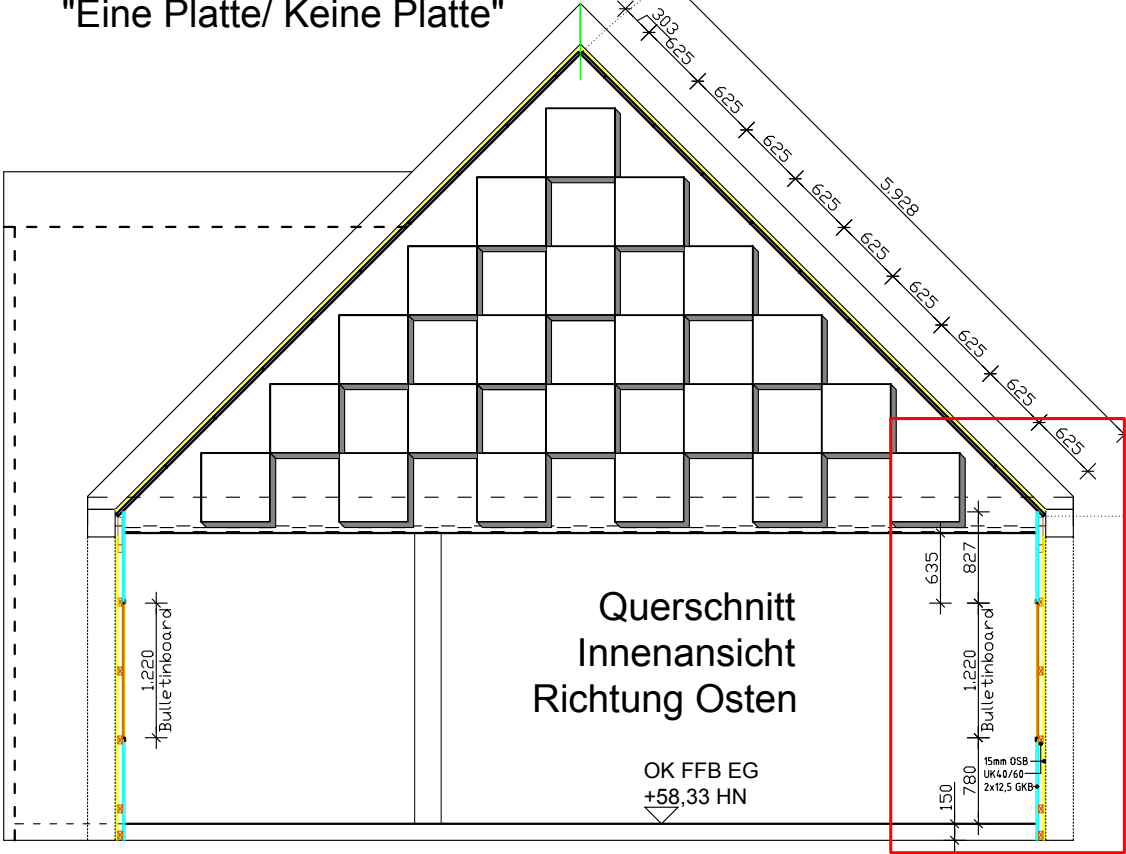 "Eine Platte/ Keine Platte"
303
625
625
625
625
625
625
625
625
625
5.928
635
827
1.220
Bulletinboard
Querschnitt
Innenansicht
Richtung Osten
1.220
Bulletinboard
OK FFB EG
+58,33 HN
15mm OSB
UK40/60
2x12,5 GKB
780
150